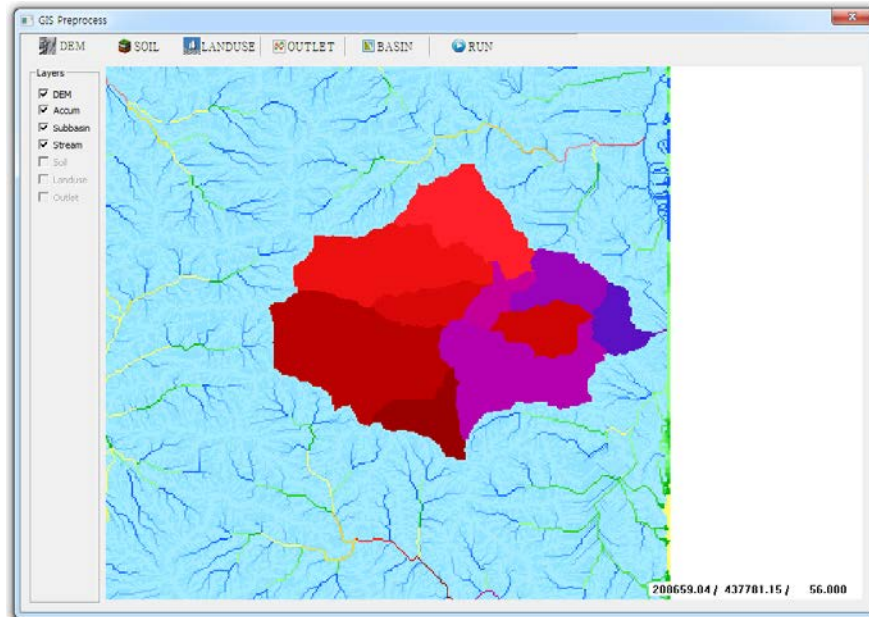 GIS Preprocess
DEM SOIL LANDUSE OUTLET BASIN RUN
Layers
DEM
Accum
Subbasin
Stream
Soil
Landuse
Outlet
208659.04 / 437781.15 / 56.000